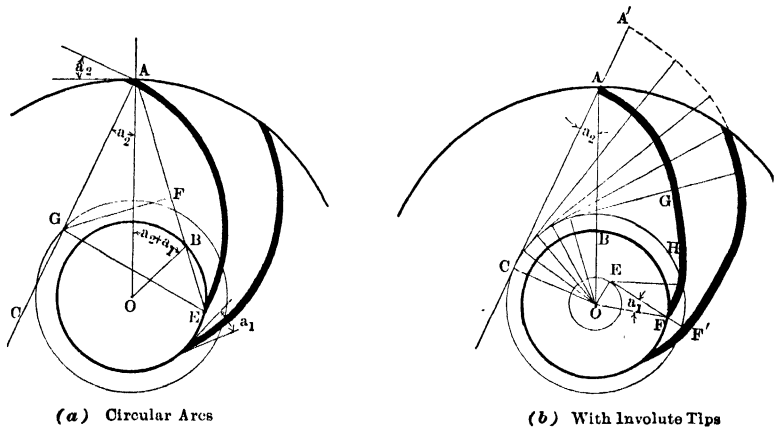 A
a2
a2
F
G
a2+a1
B
O
C
E
a1
(a) Circular Arcs
A'
A
a2
G
B
H
C
E
a1
O
F
F'
(b) With Involute Tips